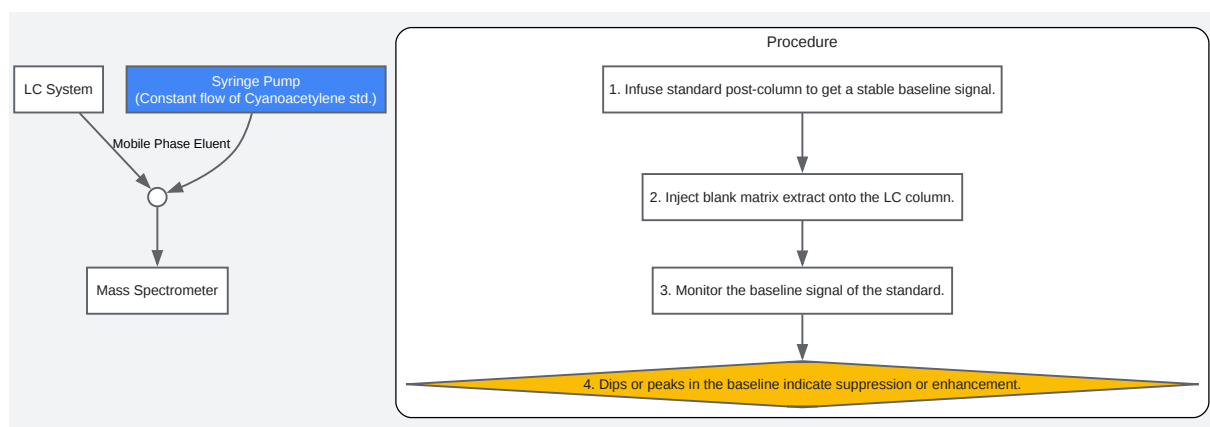 LC System
Syringe Pump
(Constant flow of Cyanoacetylene std.)
Mobile Phase Eluent
Mass Spectrometer
Procedure
1. Infuse standard post-column to get a stable baseline signal.
2. Inject blank matrix extract onto the LC column.
3. Monitor the baseline signal of the standard.
4. Dips or peaks in the baseline indicate suppression or enhancement.